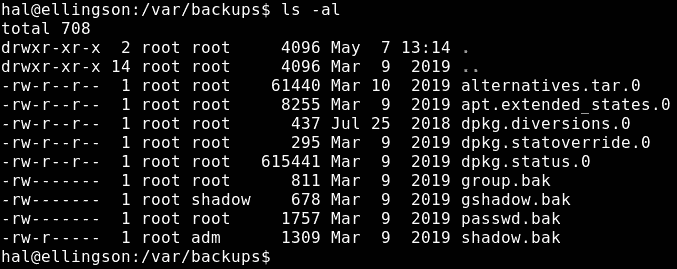 hal@ellingson:/var/backups$ ls -al
total 708
drwxr-xr-x  2 root root     4096 May  7 13:14 .
drwxr-xr-x 14 root root     4096 Mar  9  2019 ..
-rw-r--r--  1 root root    61440 Mar 10  2019 alternatives.tar.0
-rw-r--r--  1 root root     8255 Mar  9  2019 apt.extended_states.0
-rw-r--r--  1 root root      437 Jul 25  2018 dpkg.diversions.0
-rw-r--r--  1 root root      295 Mar  9  2019 dpkg.statoverride.0
-rw-r--r--  1 root root   615441 Mar  9  2019 dpkg.status.0
-rw-------  1 root root      811 Mar  9  2019 group.bak
-rw-------  1 root shadow    678 Mar  9  2019 gshadow.bak
-rw-------  1 root root     1757 Mar  9  2019 passwd.bak
-rw-r-----  1 root adm      1309 Mar  9  2019 shadow.bak
hal@ellingson:/var/backups$